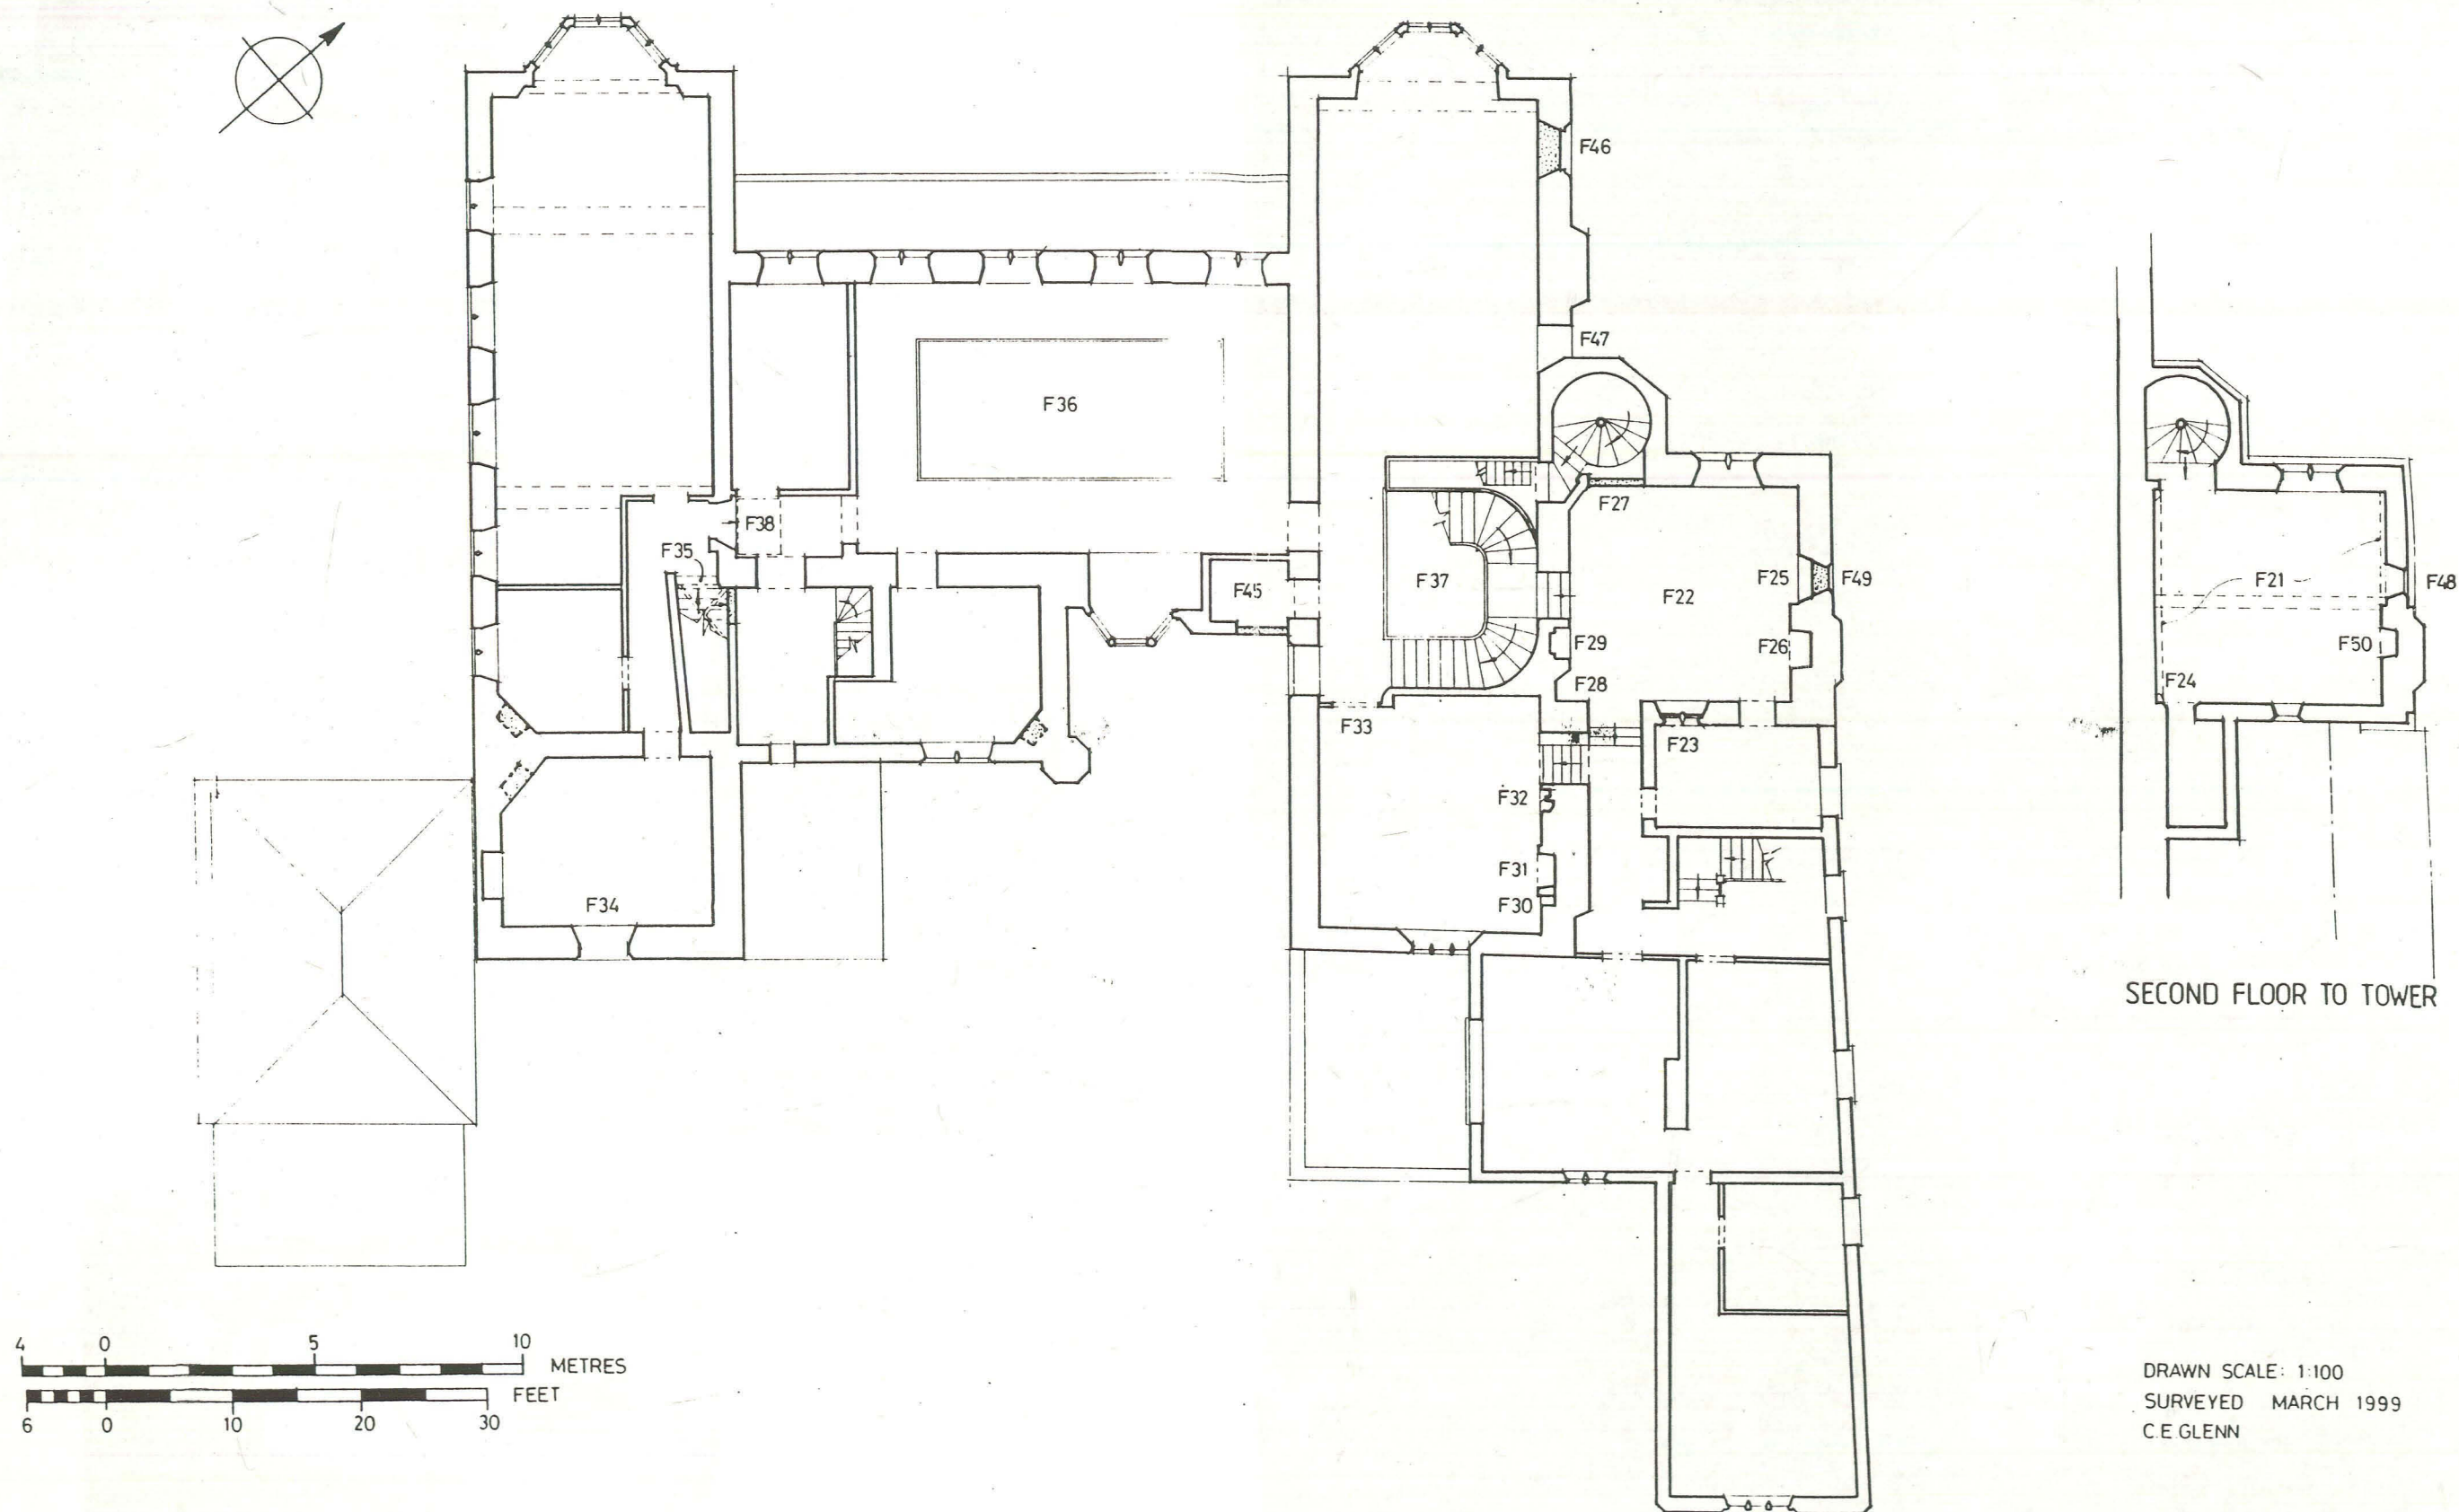 F46
F47
F36
F38
F35
F27
F37
F22
F25
F49
F45
F29
F26
F28
F33
F23
F32
F31
F30
F34
F21
F48
F50
F24
SECOND FLOOR TO TOWER
4 0 5 10
METRES
FEET
6 0 10 20 30
DRAWN SCALE: 1:100
SURVEYED MARCH 1999
C.E.GLENN